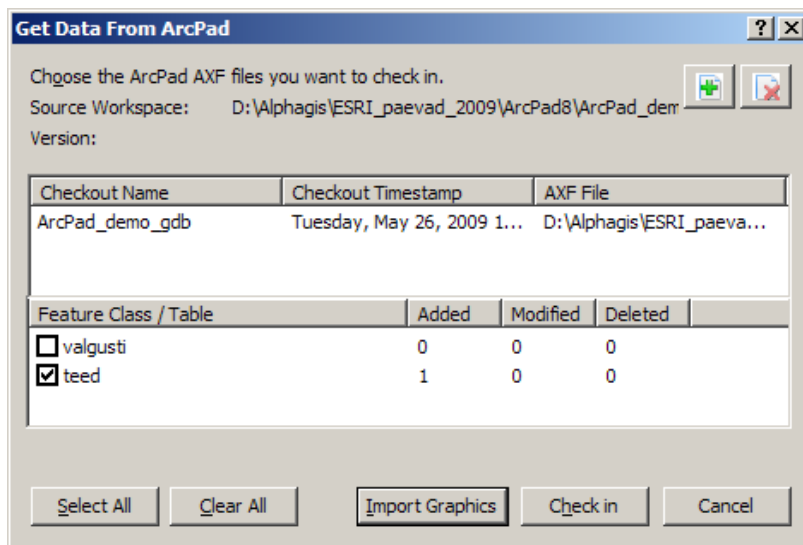 Get Data From ArcPad
Choose the ArcPad AXF files you want to check in.
Source Workspace: D:\Alphagis\ESRI_paevad_2009\ArcPad8\ArcPad_dem
Version:
Checkout Name Checkout Timestamp AXF File
ArcPad_demo_gdb Tuesday, May 26, 2009 1... D:\Alphagis\ESRI_paeva...
Feature Class / Table Added Modified Deleted
valgusti 0 0 0
teed 1 0 0
Select All Clear All Import Graphics Check in Cancel